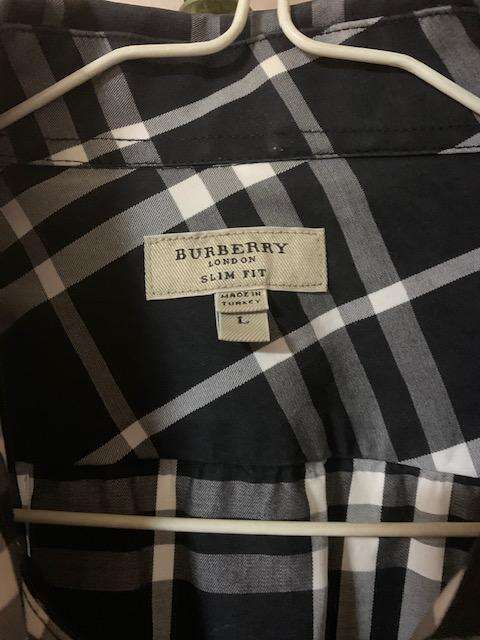 BURBERRY
LONDON
SLIM FIT
MADE IN
TURKEY
L